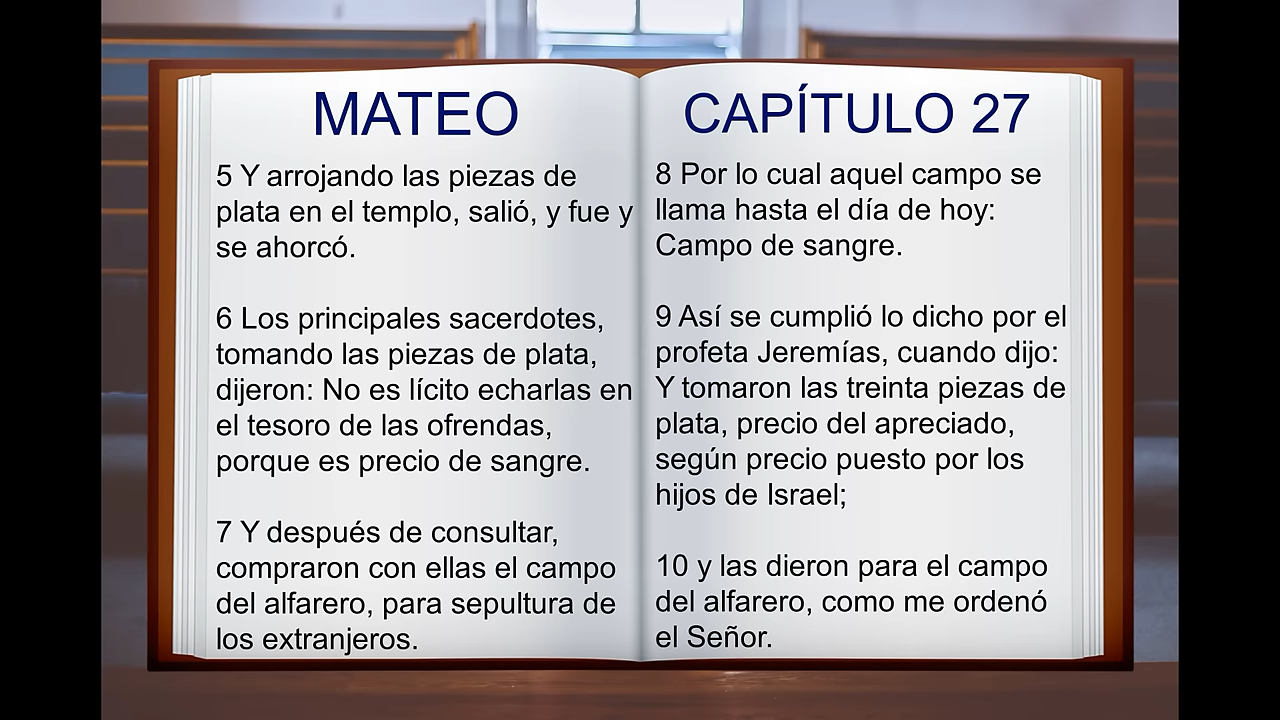 MATEO
5 Y arrojando las piezas de
plata en el templo, salió, y fue y
se ahorcó.
6 Los principales sacerdotes,
tomando las piezas de plata,
dijeron: No es lícito echarlas en
el tesoro de las ofrendas,
porque es precio de sangre.
7 Y después de consultar,
compraron con ellas el campo
del alfarero, para sepultura de
los extranjeros.
CAPÍTULO 27
8 Por lo cual aquel campo se
llama hasta el día de hoy:
Campo de sangre.
9 Así se cumplió lo dicho por el
profeta Jeremías, cuando dijo:
Y tomaron las treinta piezas de
plata, precio del apreciado,
según precio puesto por los
hijos de Israel;
10 y las dieron para el campo
del alfarero, como me ordenó
el Señor.